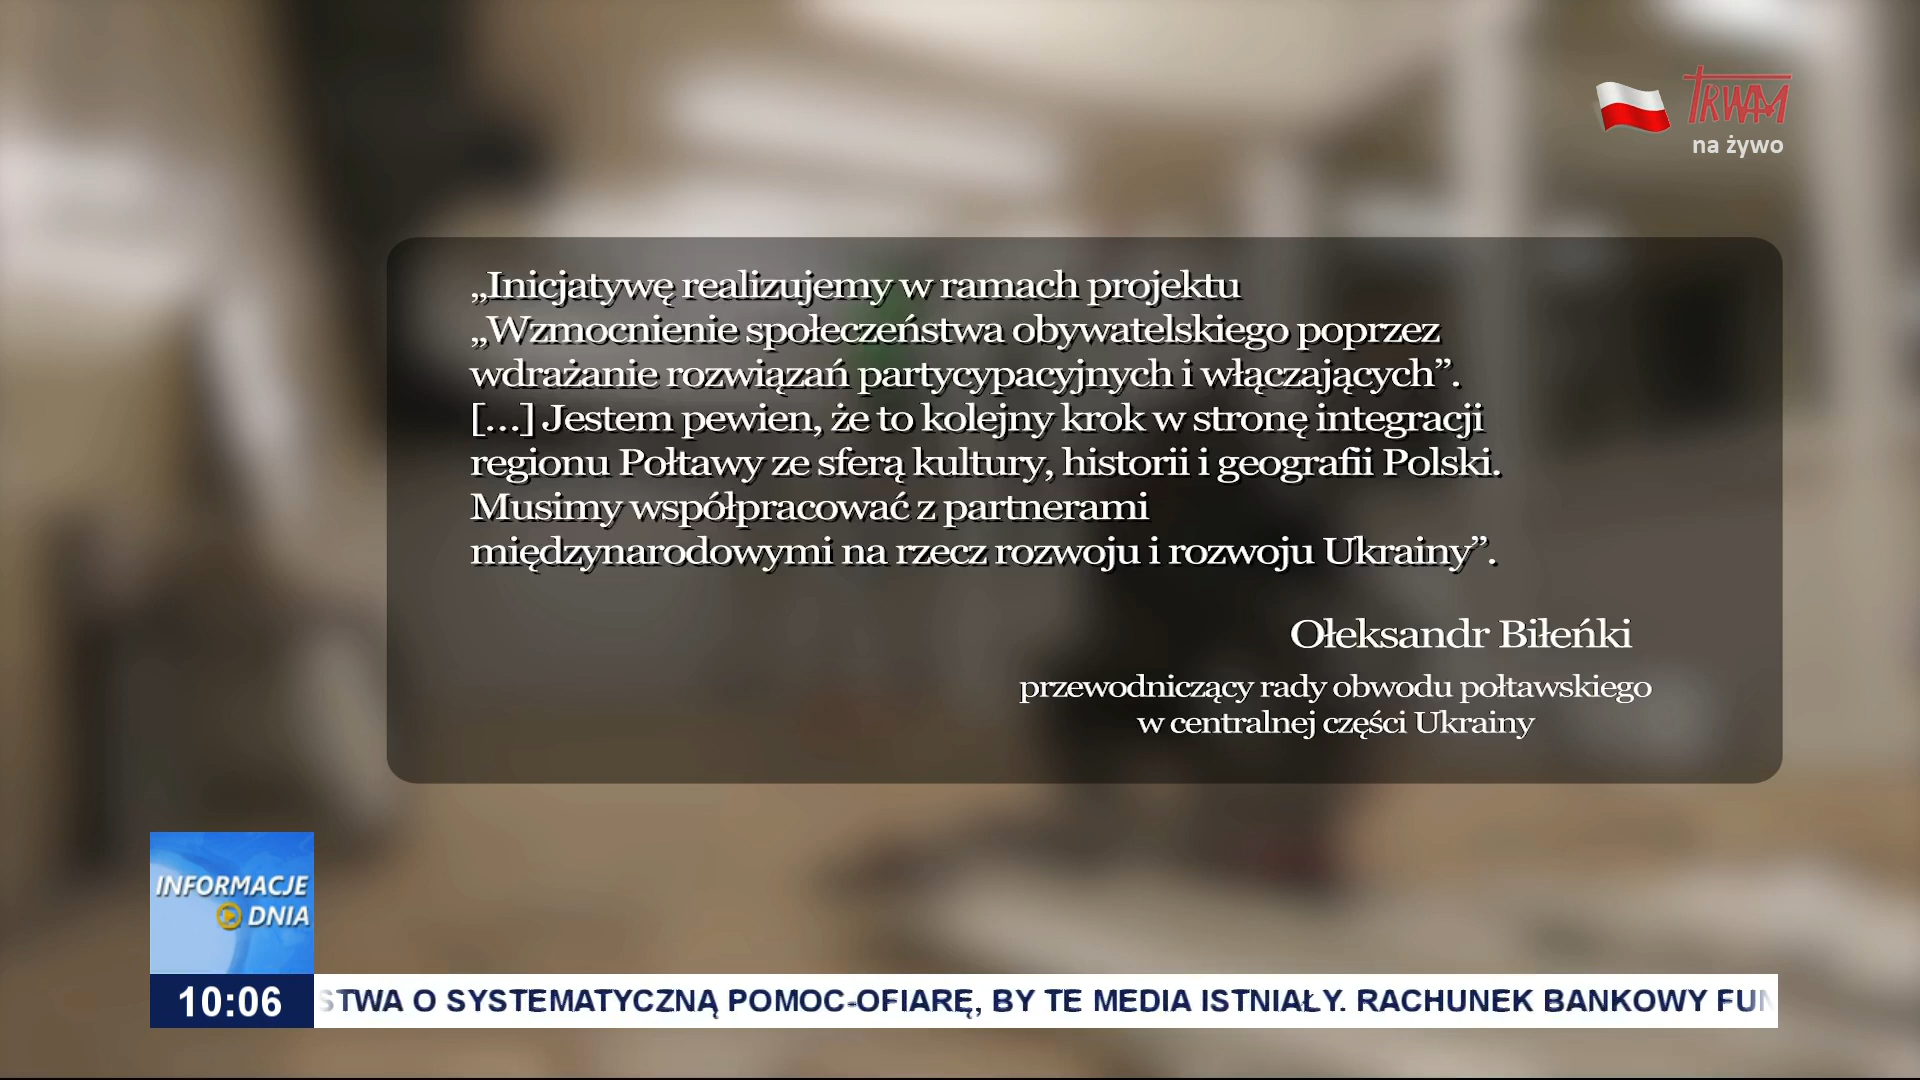 TRWAM
na żywo
„Inicjatywę realizujemy w ramach projektu
„Wzmocnienie społeczeństwa obywatelskiego poprzez
wdrażanie rozwiązań partycypacyjnych i włączających”.
[…] Jestem pewien, że to kolejny krok w stronę integracji
regionu Połtawy ze sferą kultury, historii i geografii Polski.
Musimy współpracować z partnerami
międzynarodowymi na rzecz rozwoju i rozwoju Ukrainy”.
Ołeksandr Biłeńki
przewodniczący rady obwodu połtawskiego
w centralnej części Ukrainy
INFORMACJE
DNIA
10:06 STWA O SYSTEMATYCZNĄ POMOC-OFIARĘ, BY TE MEDIA ISTNIAŁY. RACHUNEK BANKOWY FUN